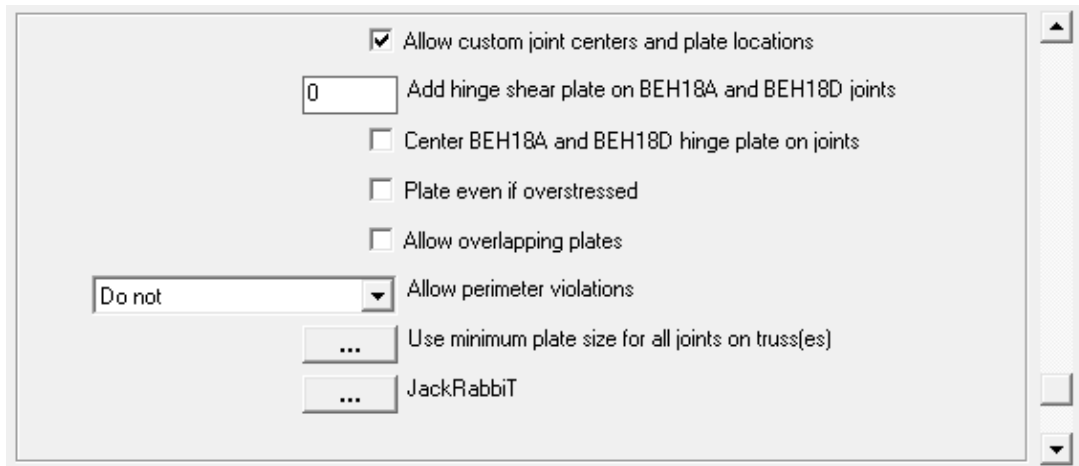 Allow custom joint centers and plate locations
0 Add hinge shear plate on BEH18A and BEH18D joints
Center BEH18A and BEH18D hinge plate on joints
Plate even if overstressed
Allow overlapping plates
Do not Allow perimeter violations
... Use minimum plate size for all joints on truss(es)
... JackRabbiT